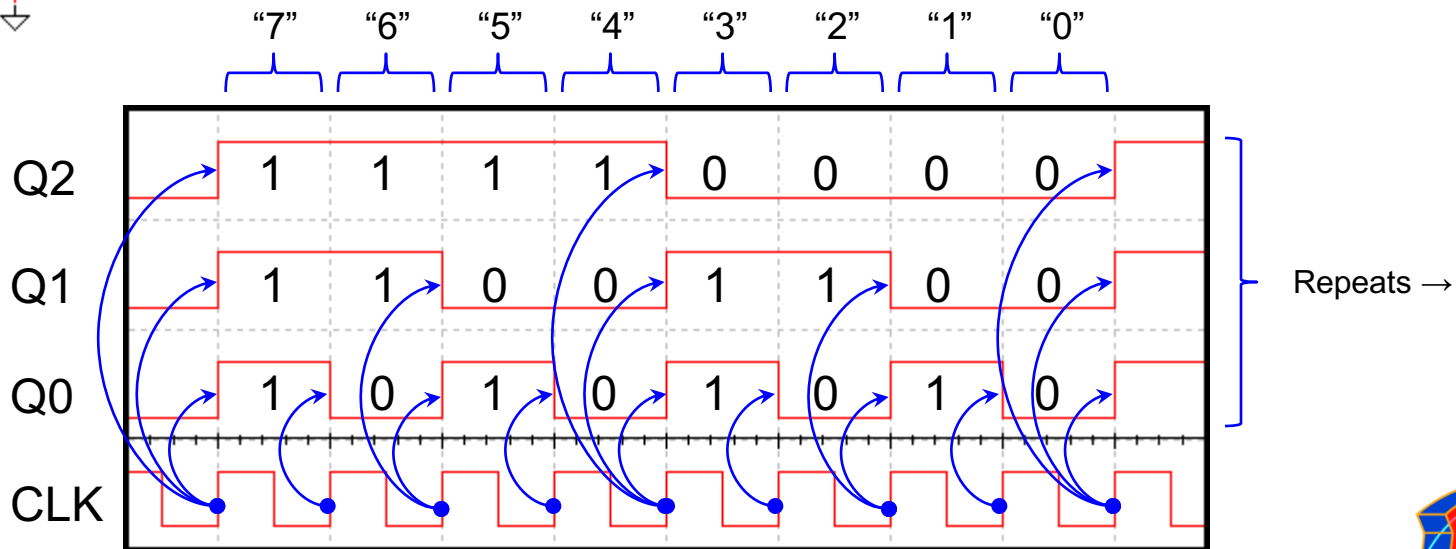 “7” “6” “5” “4” “3” “2” “1” “0”
Q2 1 1 1 1 0 0 0 0
Q1 1 1 0 0 1 1 0 0
Repeats →
Q0 1 0 1 0 1 0 1 0
CLK